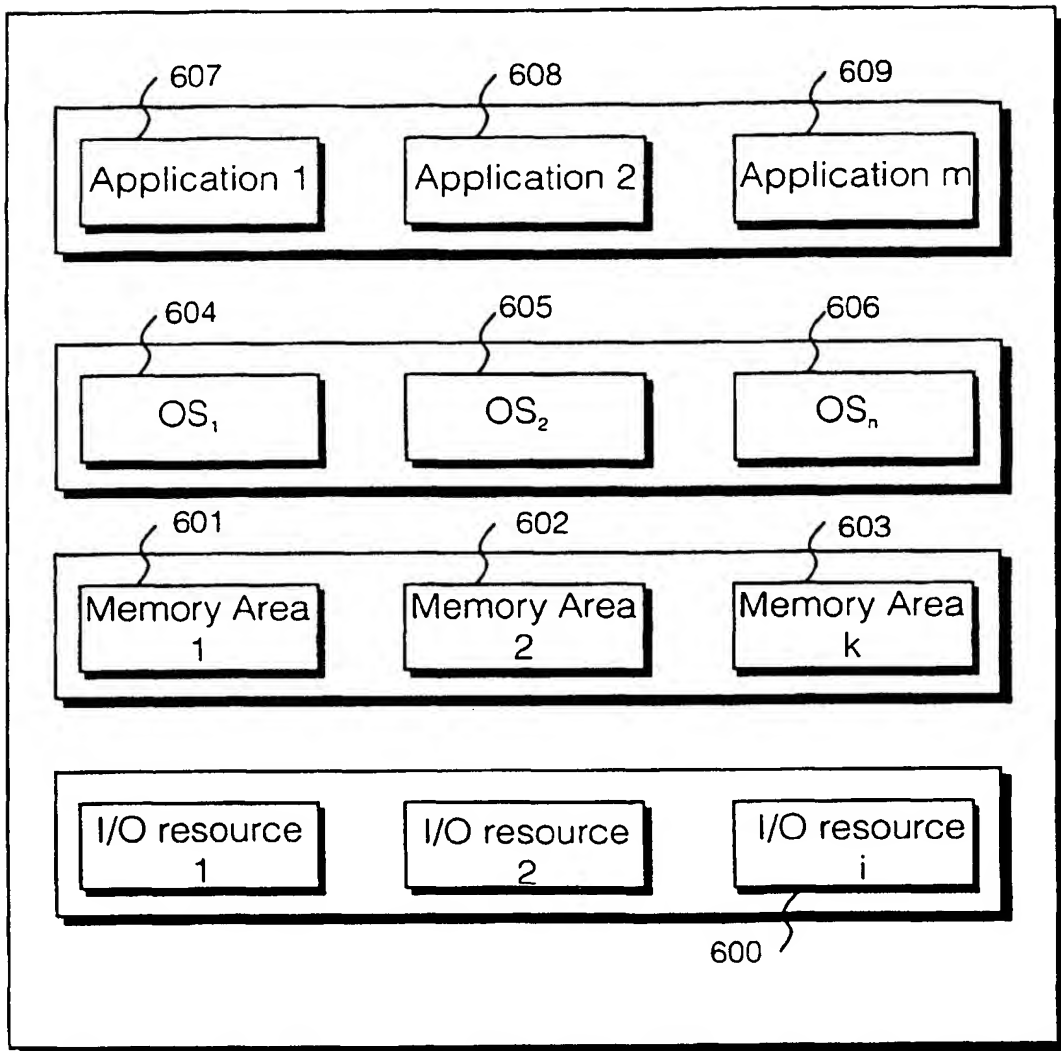 607 608 609
Application 1 Application 2 Application m
604 605 606
OS₁ OS₂ OSₙ
601 602 603
Memory Area Memory Area Memory Area
1 2 k
I/O resource I/O resource I/O resource
1 2 i
600